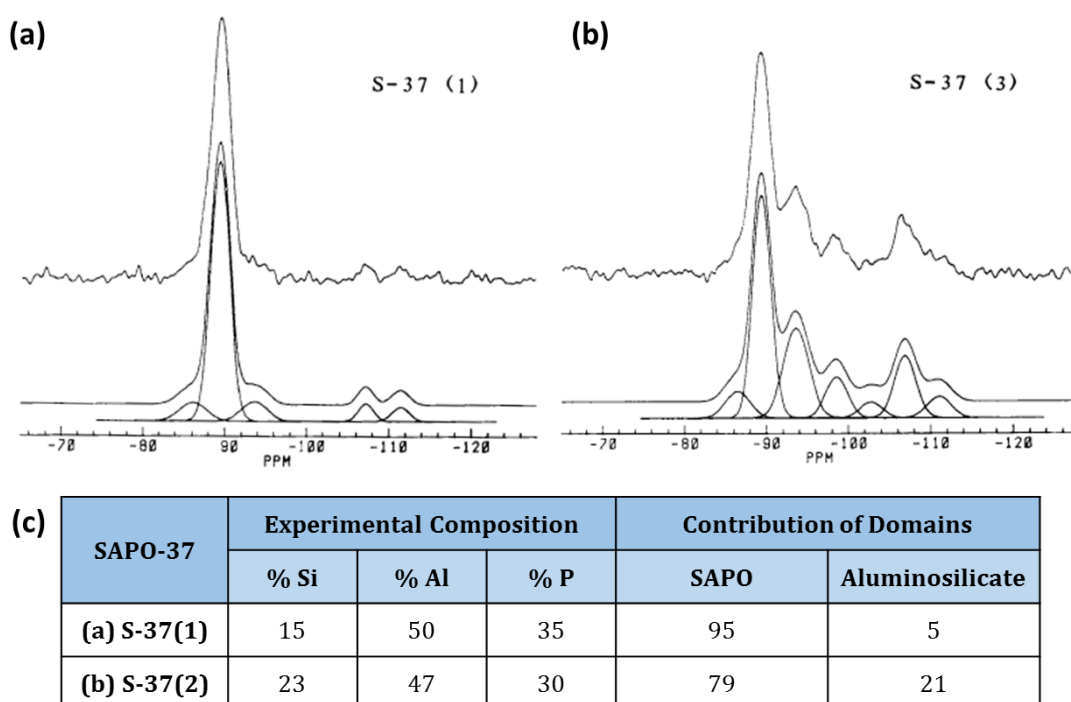 (a)
S-37 (1)
-70 -80 -90 -100 -110 -120
PPM
(b)
S-37 (3)
-70 -80 -90 -100 -110 -120
PPM
(c)
SAPO-37 Experimental Composition Contribution of Domains
% Si % Al % P SAPO Aluminosilicate
(a) S-37(1) 15 50 35 95 5
(b) S-37(2) 23 47 30 79 21